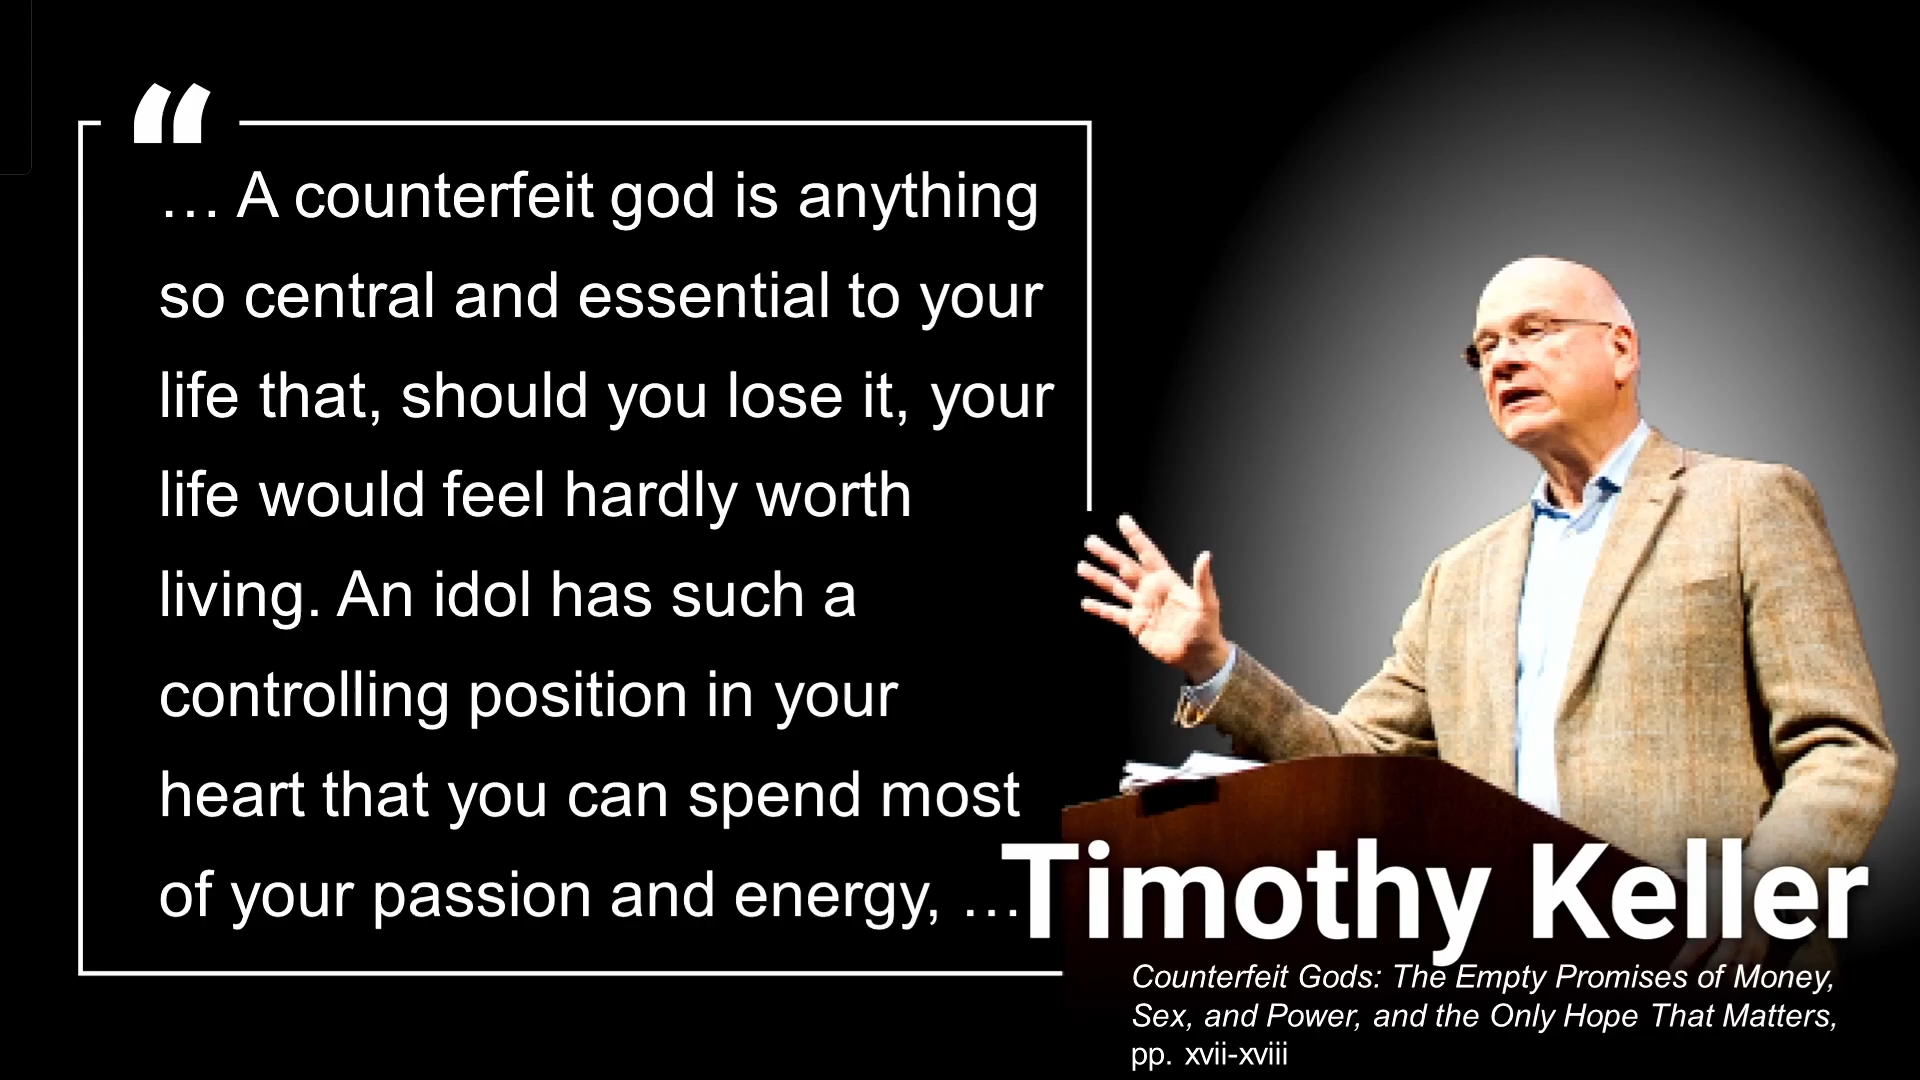 “
… A counterfeit god is anything
so central and essential to your
life that, should you lose it, your
life would feel hardly worth
living. An idol has such a
controlling position in your
heart that you can spend most
of your passion and energy, …
Timothy Keller
Counterfeit Gods: The Empty Promises of Money,
Sex, and Power, and the Only Hope That Matters,
pp. xvii-xviii